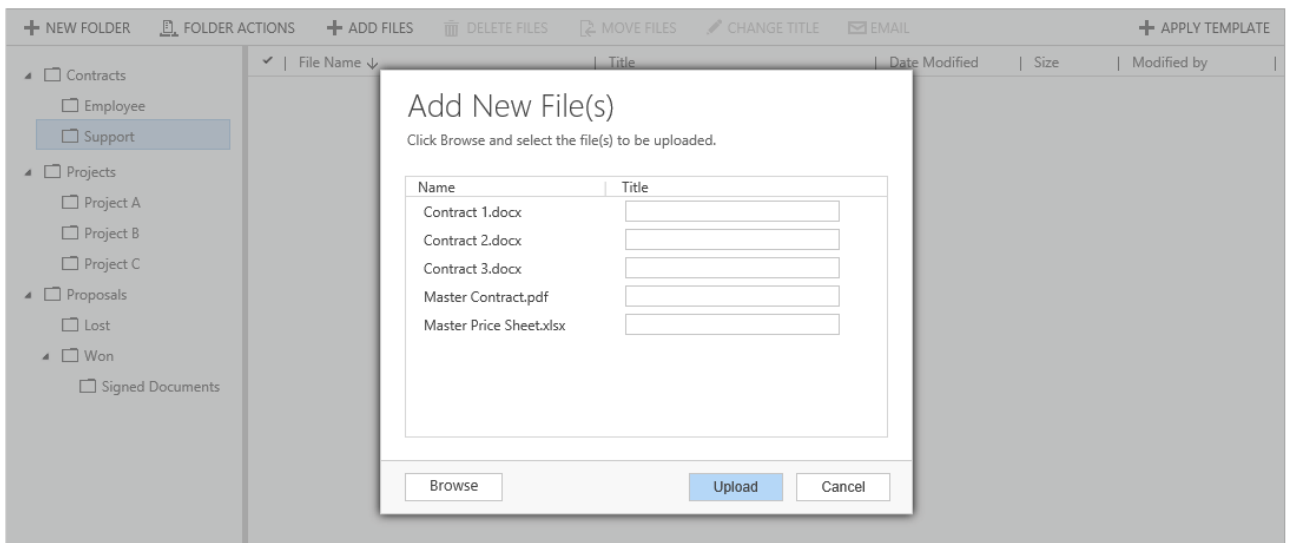 NEW FOLDER FOLDER ACTIONS ADD FILES DELETE FILES MOVE FILES CHANGE TITLE EMAIL APPLY TEMPLATE
File Name Title Date Modified Size Modified by
Contracts
Employee
Support
Projects
Project A
Project B
Project C
Proposals
Lost
Won
Signed Documents
Add New File(s)
Click Browse and select the file(s) to be uploaded.
Name Title
Contract 1.docx
Contract 2.docx
Contract 3.docx
Master Contract.pdf
Master Price Sheet.xlsx
Browse Upload Cancel